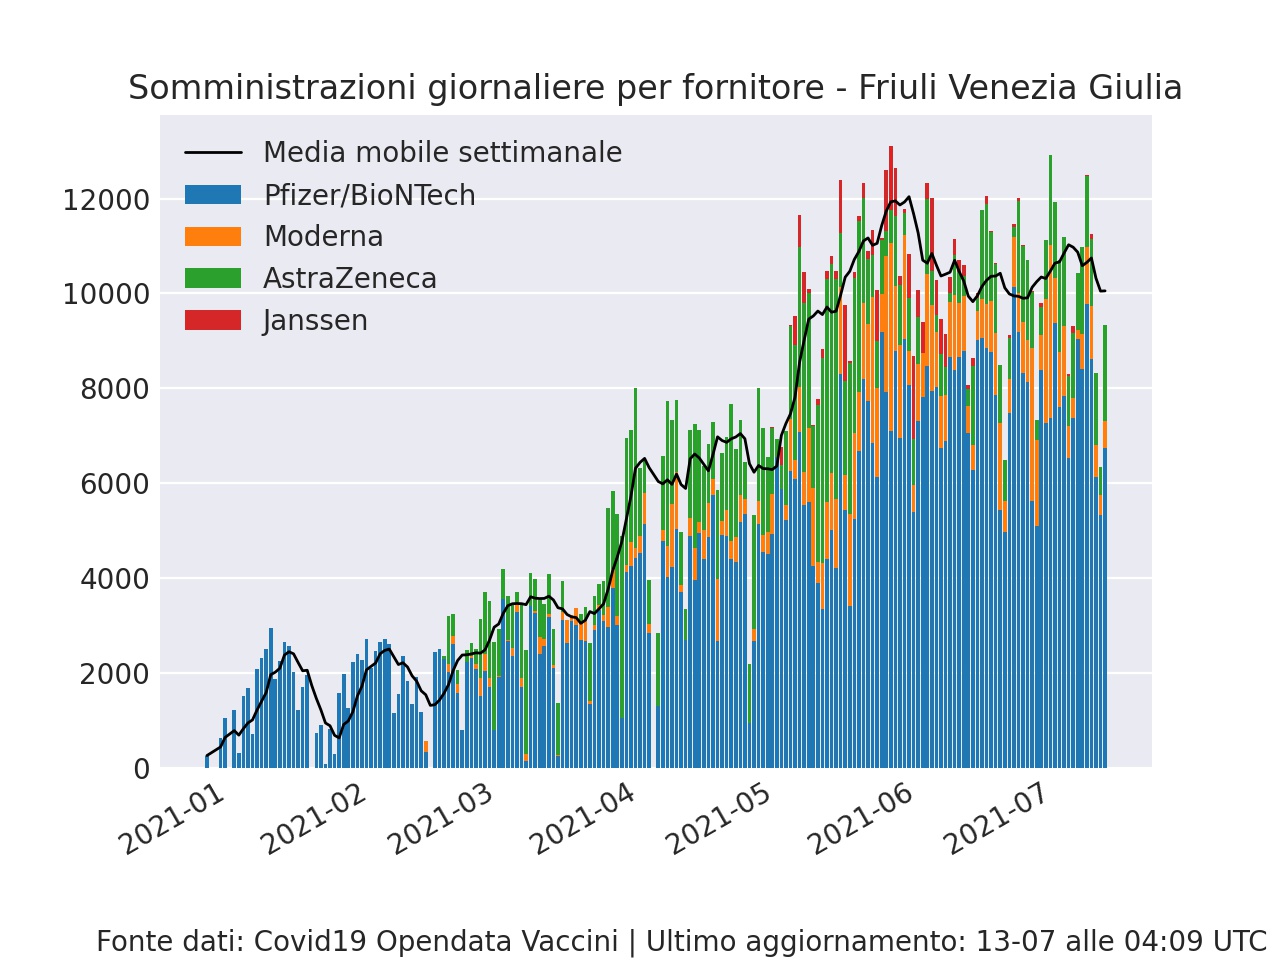 Somministrazioni giornaliere per fornitore - Friuli Venezia Giulia
Media mobile settimanale
Pfizer/BioNTech
Moderna
AstraZeneca
Janssen
12000
10000
8000
6000
4000
2000
0
2021-01
2021-02
2021-03
2021-04
2021-05
2021-06
2021-07
Fonte dati: Covid19 Opendata Vaccini | Ultimo aggiornamento: 13-07 alle 04:09 UTC